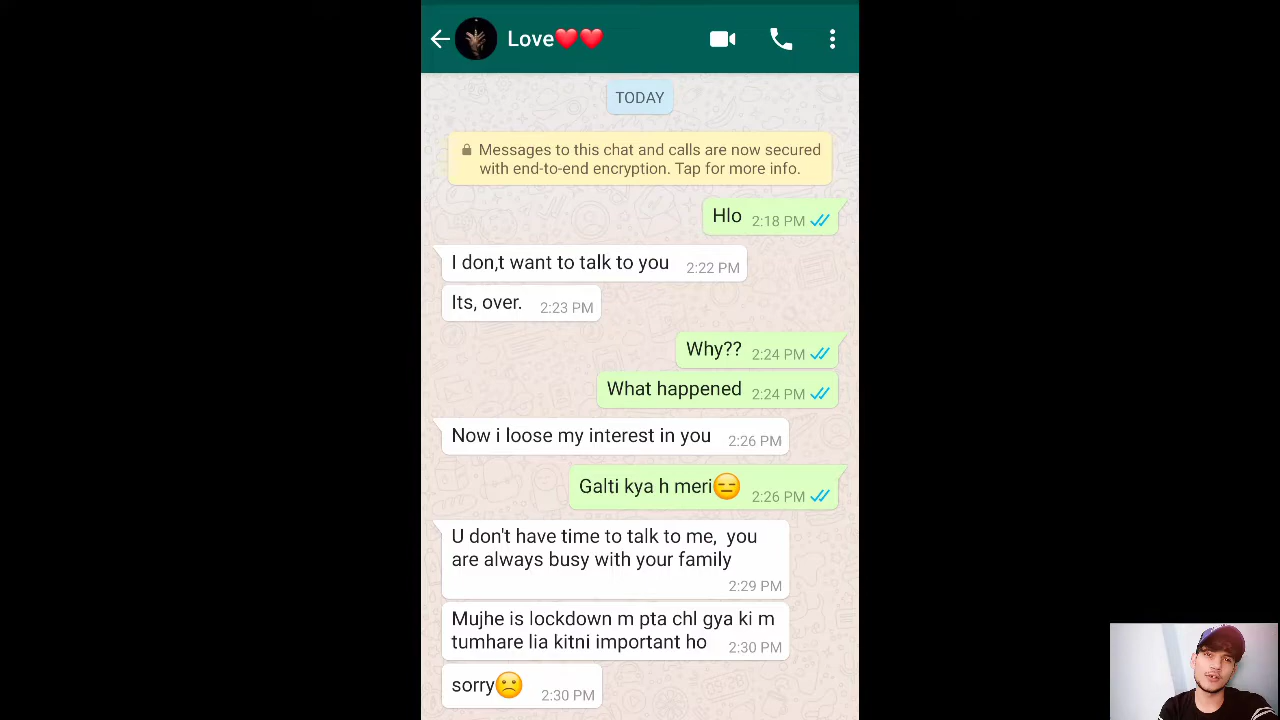 Love❤️❤️
TODAY
Messages to this chat and calls are now secured
with end-to-end encryption. Tap for more info.
Hlo 2:18 PM
I don,t want to talk to you 2:22 PM
Its, over. 2:23 PM
Why?? 2:24 PM
What happened 2:24 PM
Now i loose my interest in you 2:26 PM
Galti kya h meri😑 2:26 PM
U don't have time to talk to me, you
are always busy with your family
2:29 PM
Mujhe is lockdown m pta chl gya ki m
tumhare lia kitni important ho 2:30 PM
sorry🙁 2:30 PM